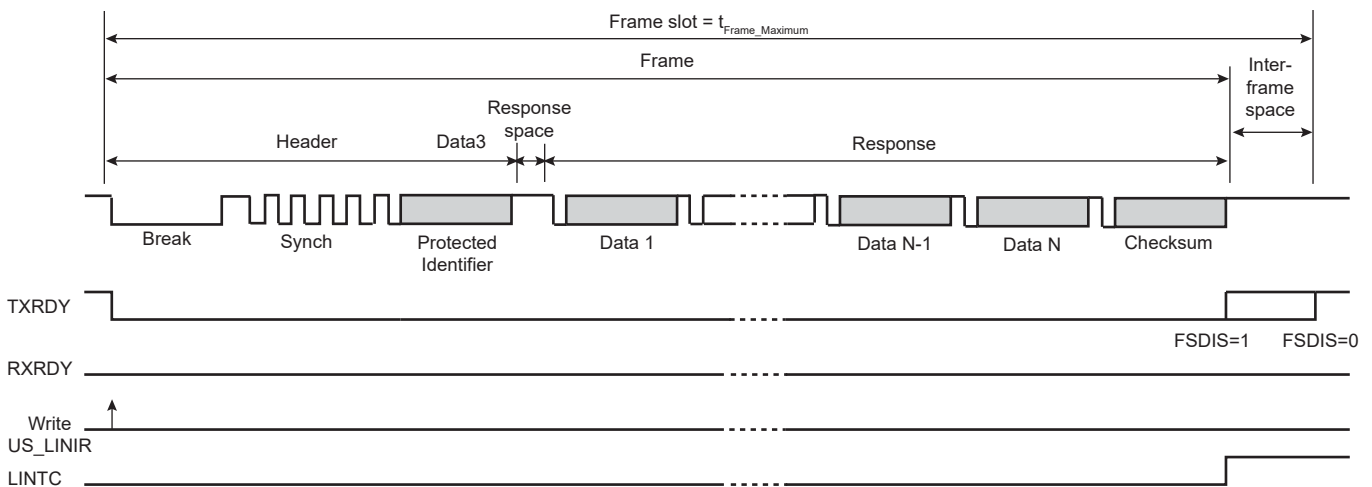 Frame slot = tFrame_Maximum
Frame
Inter-
frame
space
Response
space
Header
Data3
Response
Break
Synch
Protected
Identifier
Data 1
Data N-1
Data N
Checksum
TXRDY
FSDIS=1
FSDIS=0
RXRDY
Write
US_LINIR
LINTC